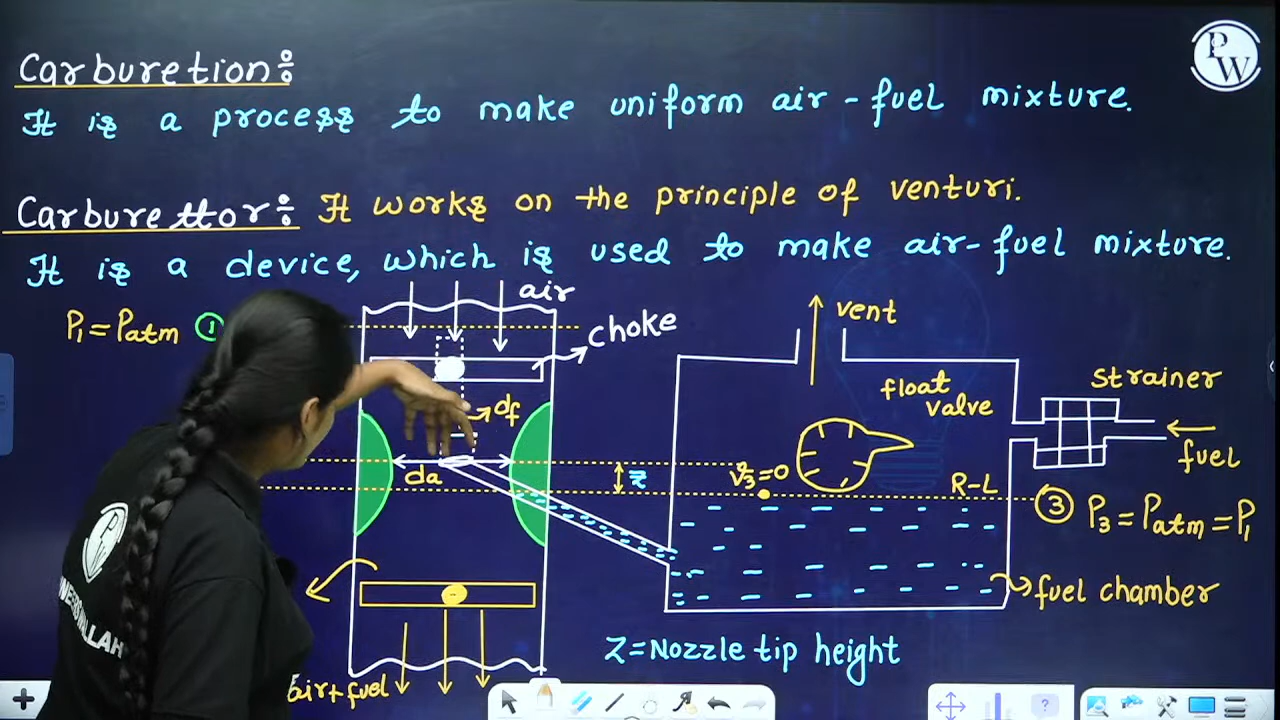 Carburetion:
It is a process to make uniform air-fuel mixture.
Carburettor: It works on the principle of venturi.
It is a device, which is used to make air-fuel mixture.
air
P₁ = Patm ①
choke
vent
df
float valve
strainer
fuel
da
z
v₃=0
R-L
③ P₃ = Patm = P₁
fuel chamber
Z = Nozzle tip height
air+fuel
PW